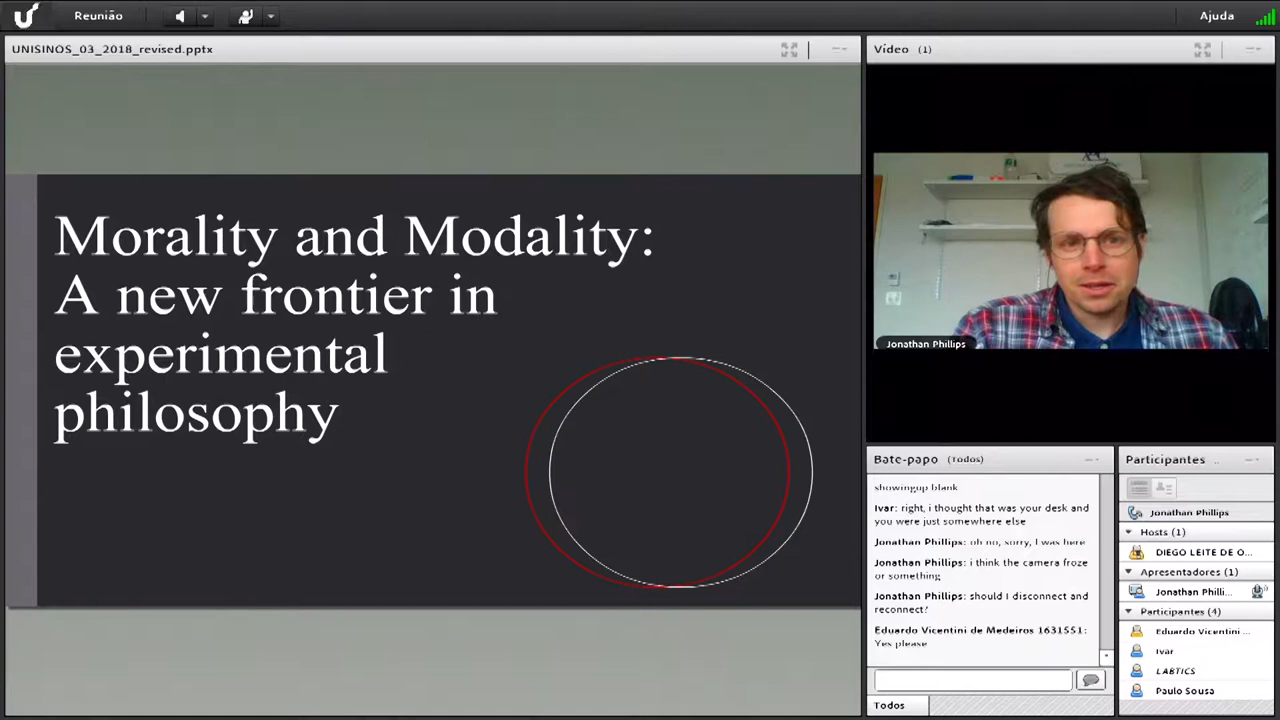 Reunião
Ajuda
UNISINOS_03_2018_revised.pptx
Morality and Modality:
A new frontier in
experimental
philosophy
Vídeo (1)
Jonathan Phillips
Bate-papo (Todos)
showingup blank
Ivar: right, i thought that was your desk and
you were just somewhere else
Jonathan Phillips: oh no, sorry, I was here
Jonathan Phillips: i think the camera froze
or something
Jonathan Phillips: should I disconnect and
reconnect?
Eduardo Vicentini de Medeiros 1631551:
Yes please
Todos
Participantes ..
Jonathan Phillips
Hosts (1)
DIEGO LEITE DE O...
Apresentadores (1)
Jonathan Philli...
Participantes (4)
Eduardo Vicentini ...
Ivar
LABTICS
Paulo Sousa